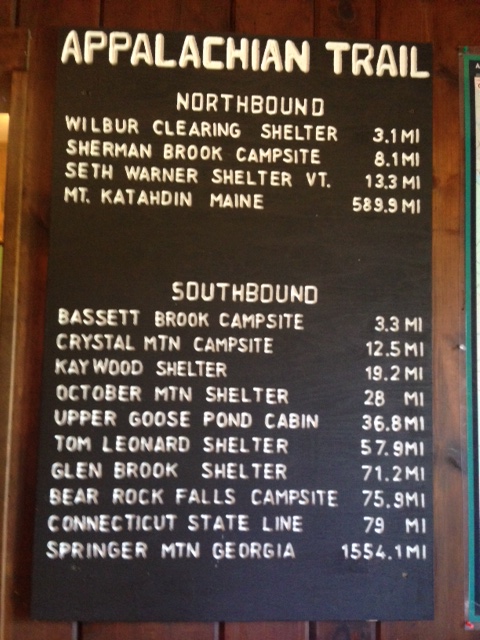 APPALACHIAN TRAIL
NORTHBOUND
WILBUR CLEARING SHELTER 3.1 MI
SHERMAN BROOK CAMPSITE 8.1 MI
SETH WARNER SHELTER VT. 13.3 MI
MT. KATAHDIN MAINE 589.9 MI
SOUTHBOUND
BASSETT BROOK CAMPSITE 3.3 MI
CRYSTAL MTN CAMPSITE 12.5 MI
KAY WOOD SHELTER 19.2 MI
OCTOBER MTN SHELTER 28 MI
UPPER GOOSE POND CABIN 36.8 MI
TOM LEONARD SHELTER 57.9 MI
GLEN BROOK SHELTER 71.2 MI
BEAR ROCK FALLS CAMPSITE 75.9 MI
CONNECTICUT STATE LINE 79 MI
SPRINGER MTN GEORGIA 1554.1 MI